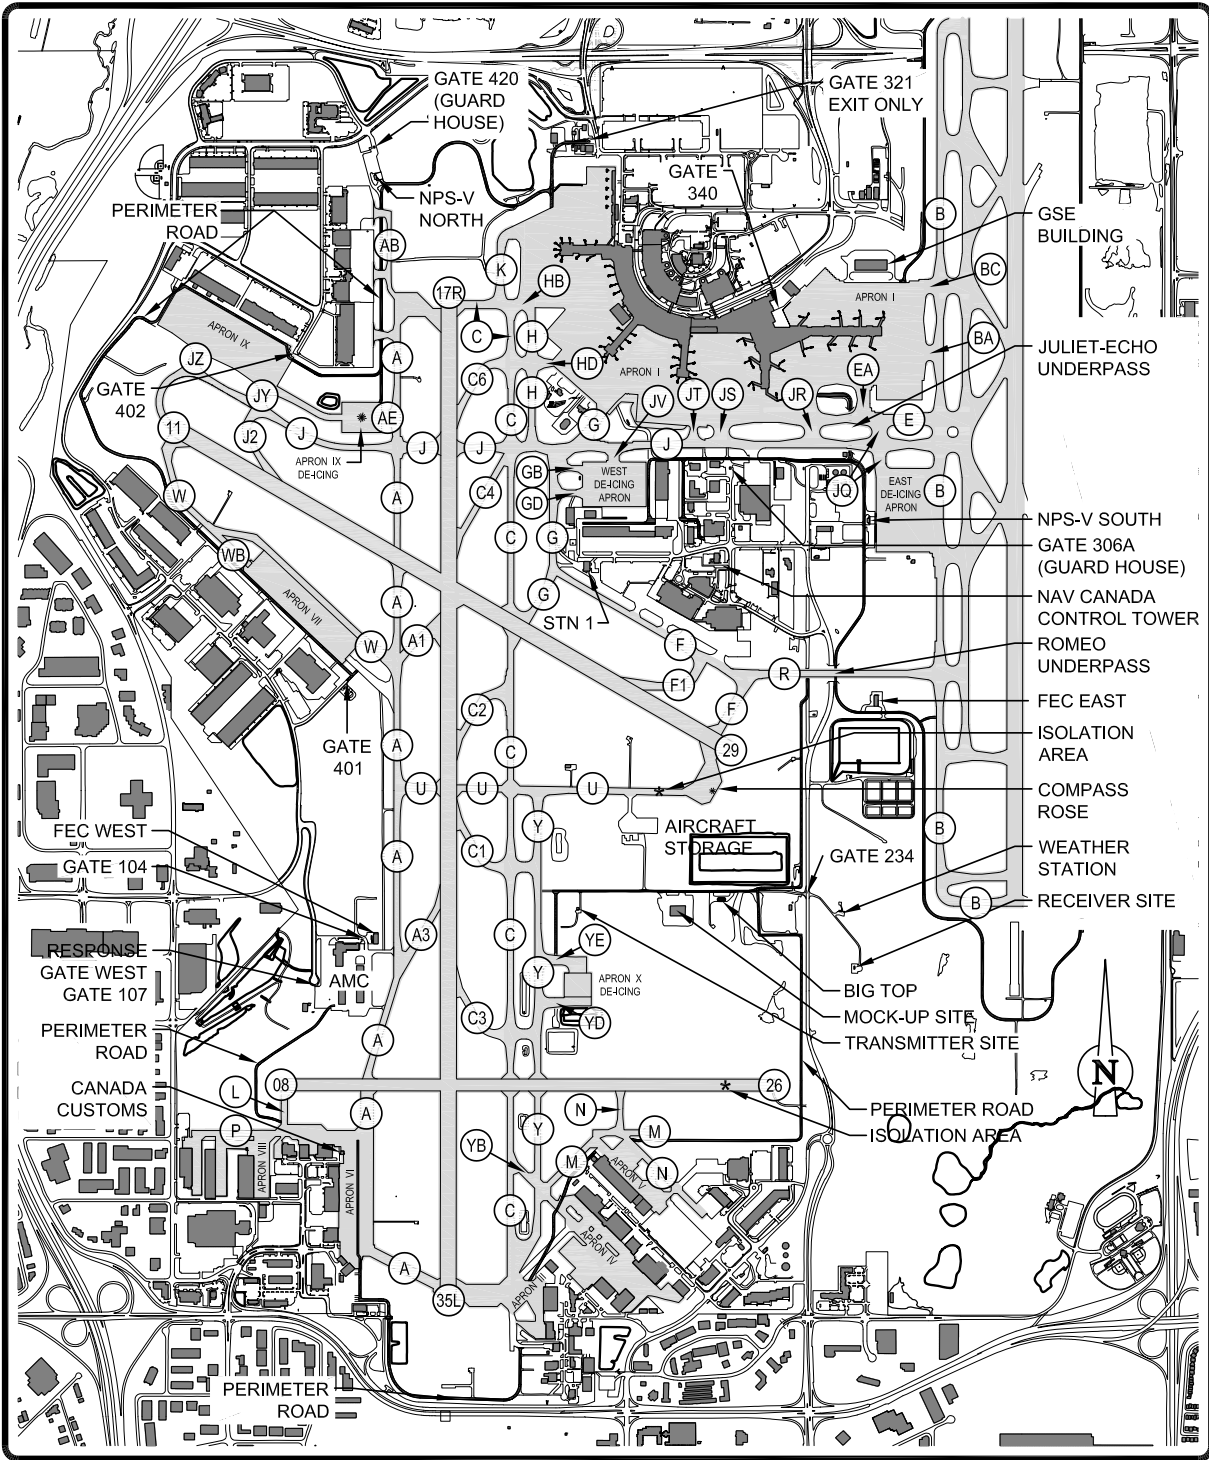 GATE 420
(GUARD
HOUSE)
GATE 321
EXIT ONLY
GATE
340
NPS-V
NORTH
PERIMETER
ROAD
GSE
BUILDING
B
AB
K
HB
BC
17R
APRON I
C
H
BA
APRON IX
A
HD
JULIET-ECHO
UNDERPASS
JZ
APRON I
EA
GATE
402
C6
H
JY
JV
JT
JS
JR
AE
C
G
E
11
J2
J
J
J
J
APRON IX
DE-ICING
GB
WEST
DE-ICING
APRON
GD
C4
JQ
EAST
DE-ICING
APRON
B
W
A
NPS-V SOUTH
C
G
GATE 306A
(GUARD HOUSE)
WB
APRON VII
G
NAV CANADA
CONTROL TOWER
A
STN 1
A1
W
F
ROMEO
UNDERPASS
R
F1
FEC EAST
C2
F
GATE
401
A
C
29
ISOLATION
AREA
U
U
U
*
*
COMPASS
ROSE
FEC WEST
Y
AIRCRAFT
STORAGE
B
GATE 104
A
C1
GATE 234
WEATHER
STATION
B
RECEIVER SITE
A3
C
YE
RESPONSE
GATE WEST
GATE 107
AMC
Y
APRON X
DE-ICING
BIG TOP
C3
YD
MOCK-UP SITE
PERIMETER
ROAD
A
TRANSMITTER SITE
N
CANADA
CUSTOMS
L
08
*
26
A
N
PERIMETER ROAD
P
Y
M
ISOLATION AREA
APRON VIII
APRON VI
YB
M
APRON V
N
C
APRON IV
A
APRON III
35L
PERIMETER
ROAD